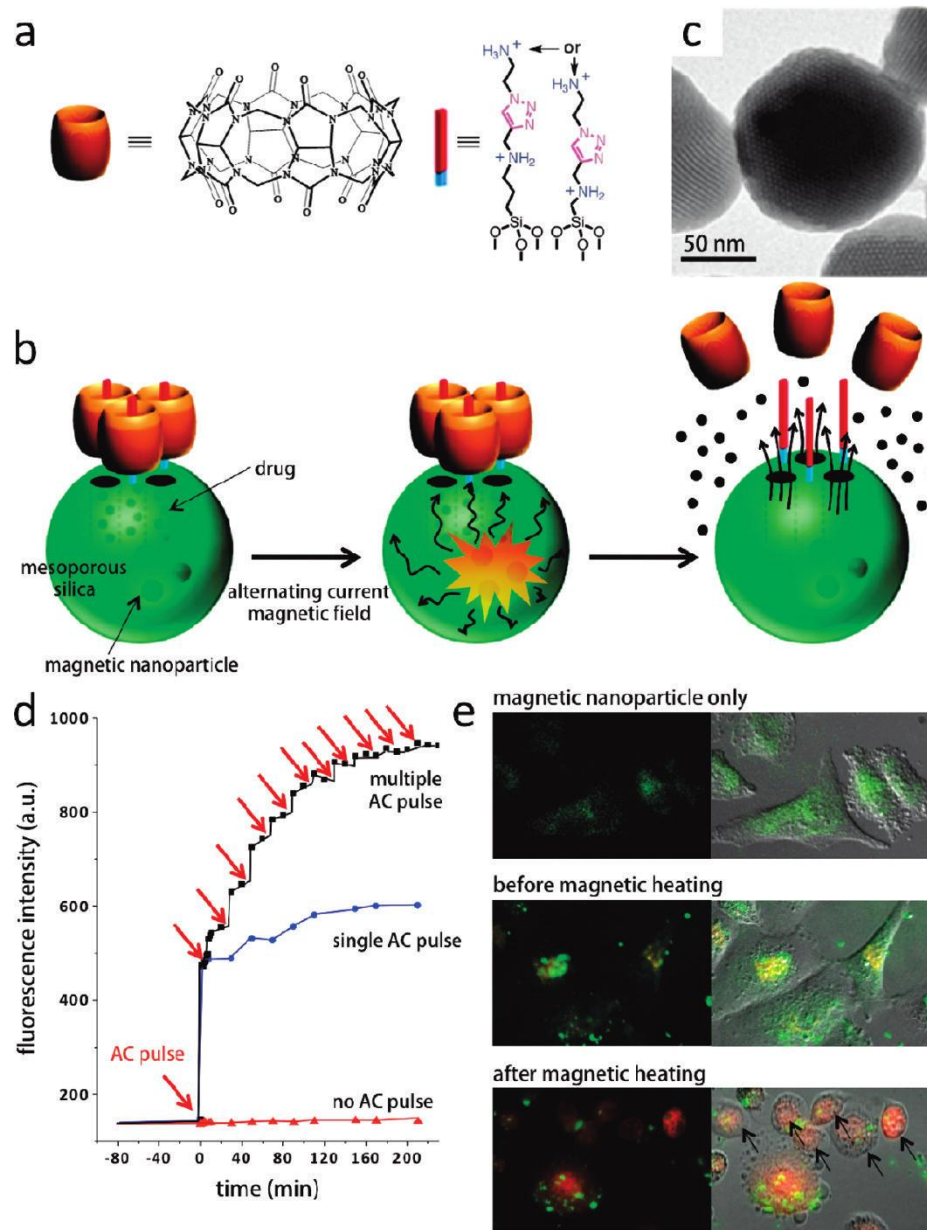 a
O O O O O O O
N N N N N N N N
N N N N N N N N
O O O O O O O
≡
≡
H₃N⁺ or
H₃N⁺
N N
N
N N
N
NH₂
+
NH₂
+
Si
Si
O O O
O O O
c
50 nm
b
drug
mesoporous
silica
magnetic nanoparticle
alternating current
magnetic field
d
fluorescence intensity (a.u.)
1000
800
600
400
200
multiple
AC pulse
single AC pulse
AC pulse
no AC pulse
-80 -40 0 40 80 120 160 200
time (min)
e
magnetic nanoparticle only
before magnetic heating
after magnetic heating